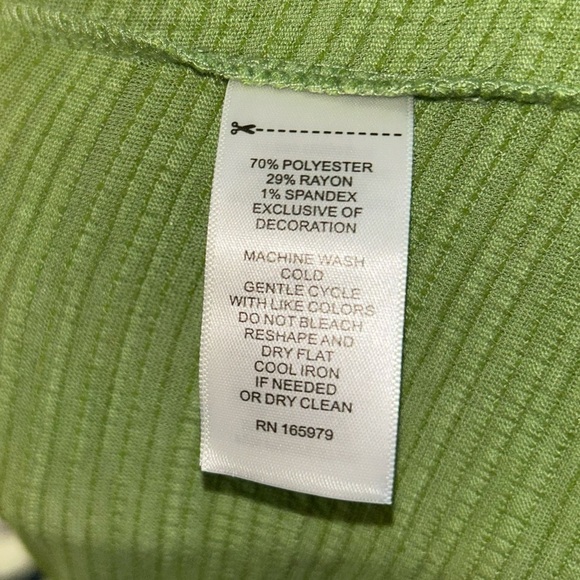 70% POLYESTER
29% RAYON
1% SPANDEX
EXCLUSIVE OF
DECORATION
MACHINE WASH
COLD
GENTLE CYCLE
WITH LIKE COLORS
DO NOT BLEACH
RESHAPE AND
DRY FLAT
COOL IRON
IF NEEDED
OR DRY CLEAN
RN 165979